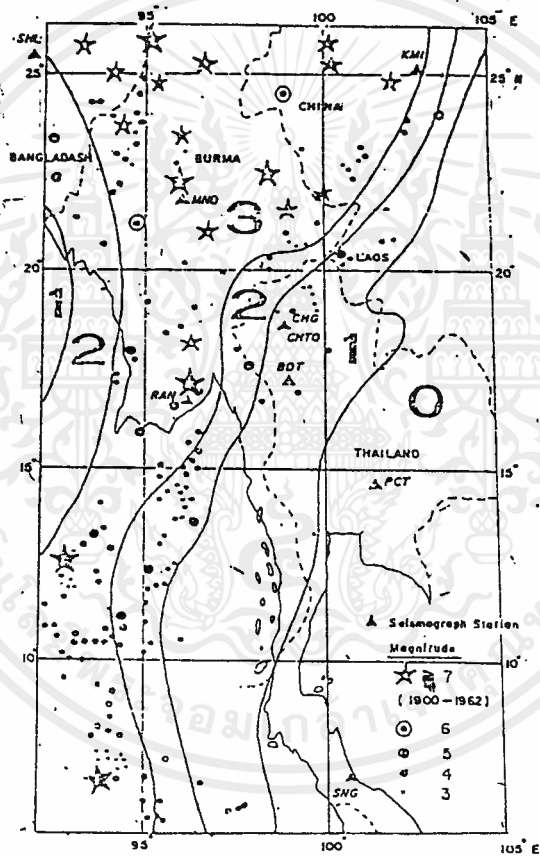 95° 100° 105° E
SHL
KMI
25° 25° N
CHINA
BANGLADASH BURMA
MNO
3
20° LAOS 20°
2 2 CHG
CHTO
BDT 0
RAN
THAILAND
15° 15°
PCT
Seismograph Station
Magnitude
10° 10°
7
(1900-1962)
6
5
4
SNG 3
95° 100° 105° E